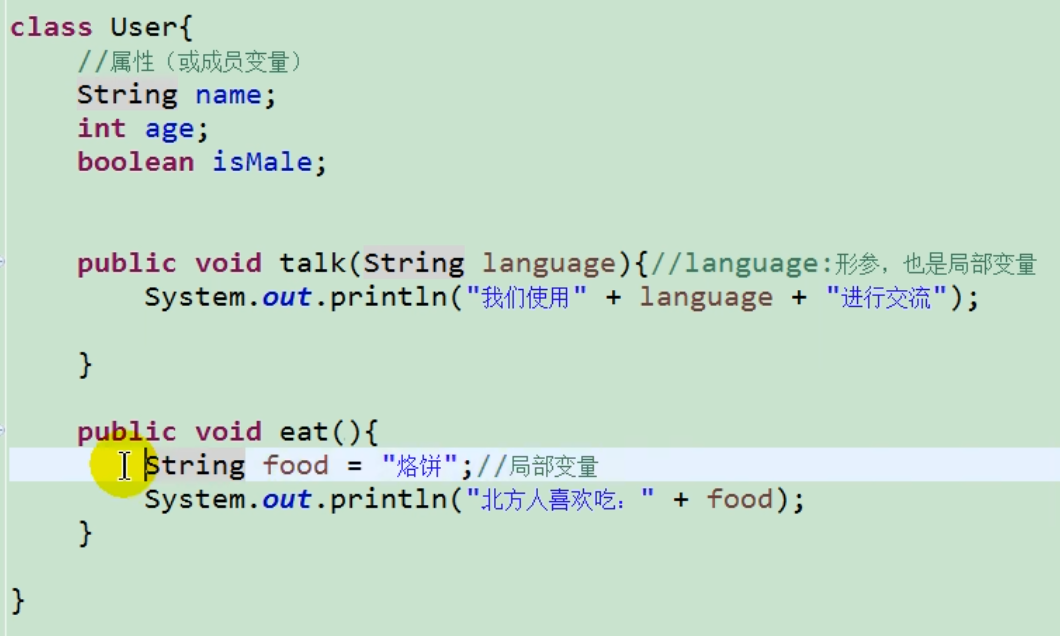 class User{
//属性（或成员变量）
String name;
int age;
boolean isMale;
public void talk(String language){//language:形参，也是局部变量
System.out.println("我们使用" + language + "进行交流");
}
public void eat(){
String food = "烙饼";//局部变量
System.out.println("北方人喜欢吃：" + food);
}
}